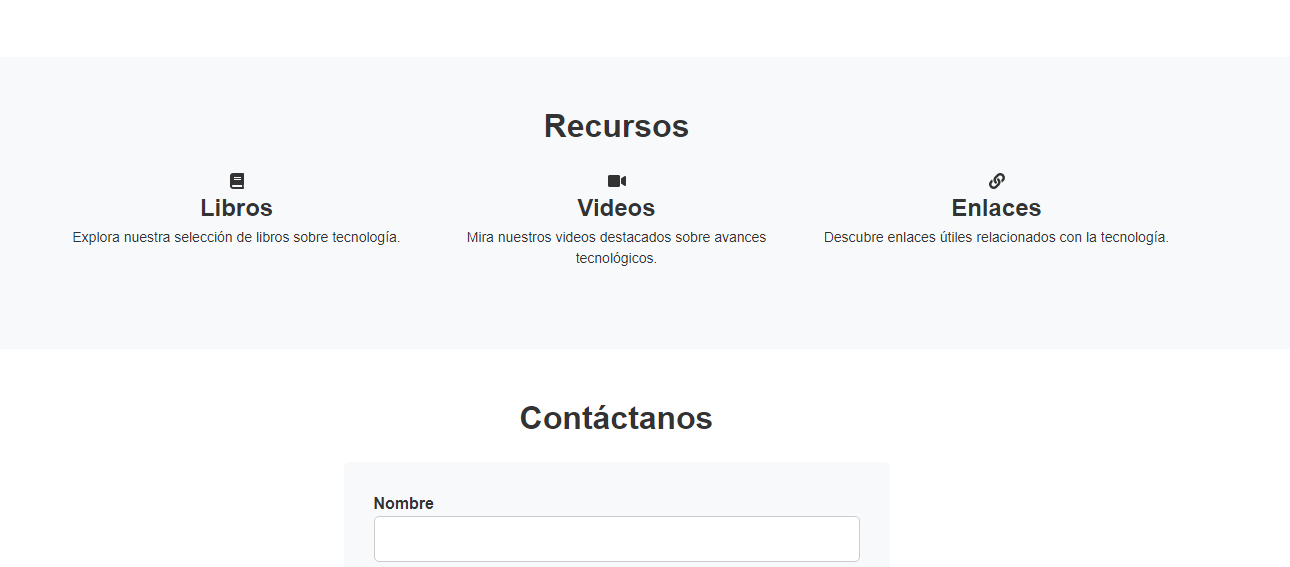 Recursos
Libros
Explora nuestra selección de libros sobre tecnología.
Videos
Mira nuestros videos destacados sobre avances
tecnológicos.
Enlaces
Descubre enlaces útiles relacionados con la tecnología.
Contáctanos
Nombre